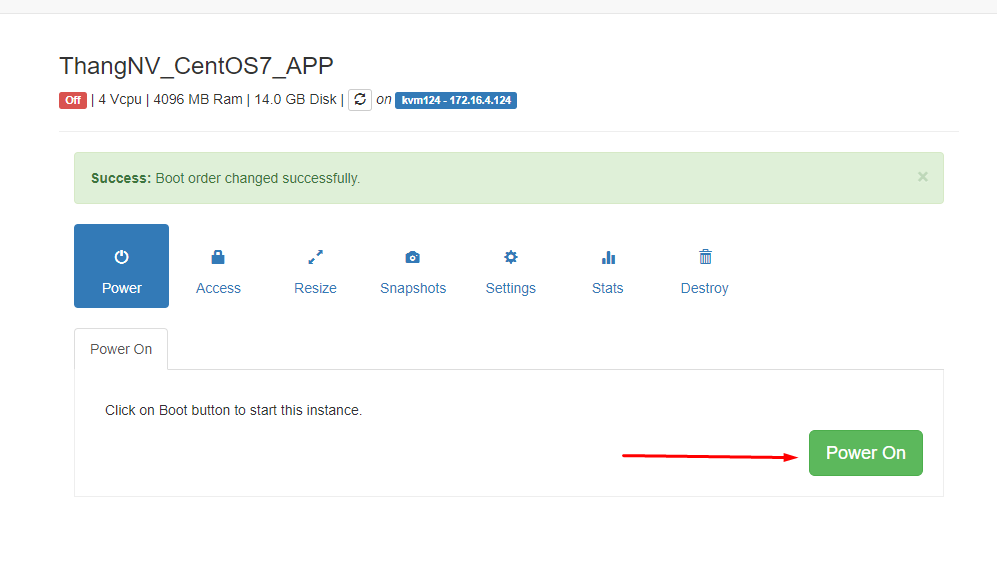 ThangNV_CentOS7_APP
Off | 4 Vcpu | 4096 MB Ram | 14.0 GB Disk | on kvm124 - 172.16.4.124
Success: Boot order changed successfully. ×
Power Access Resize Snapshots Settings Stats Destroy
Power On
Click on Boot button to start this instance.
Power On